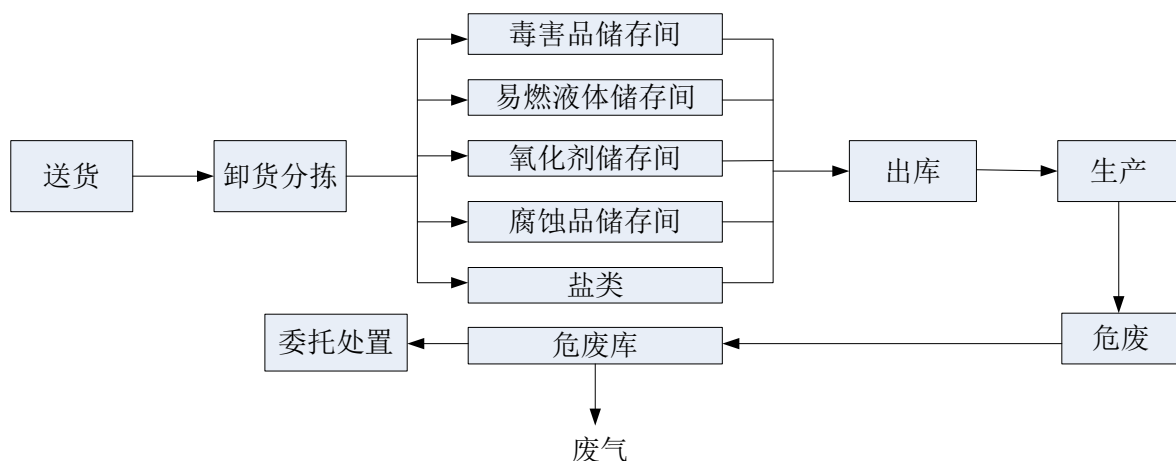 毒害品储存间
易燃液体储存间
氧化剂储存间
送货
卸货分拣
出库
生产
腐蚀品储存间
盐类
委托处置
危废库
危废
废气